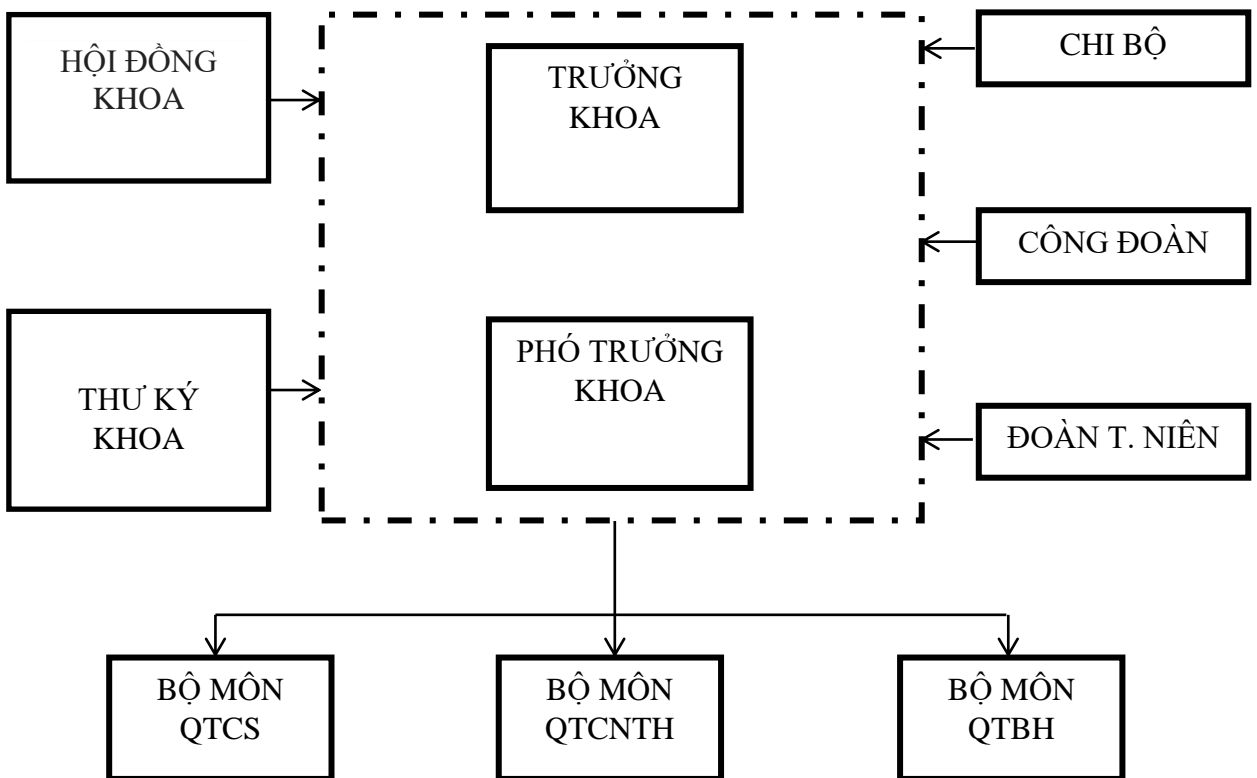 HỘI ĐỒNG
KHOA
TRƯỞNG
KHOA
CHI BỘ
CÔNG ĐOÀN
THƯ KÝ
KHOA
PHÓ TRƯỞNG
KHOA
ĐOÀN T. NIÊN
BỘ MÔN
QTCS
BỘ MÔN
QTCNTH
BỘ MÔN
QTBH